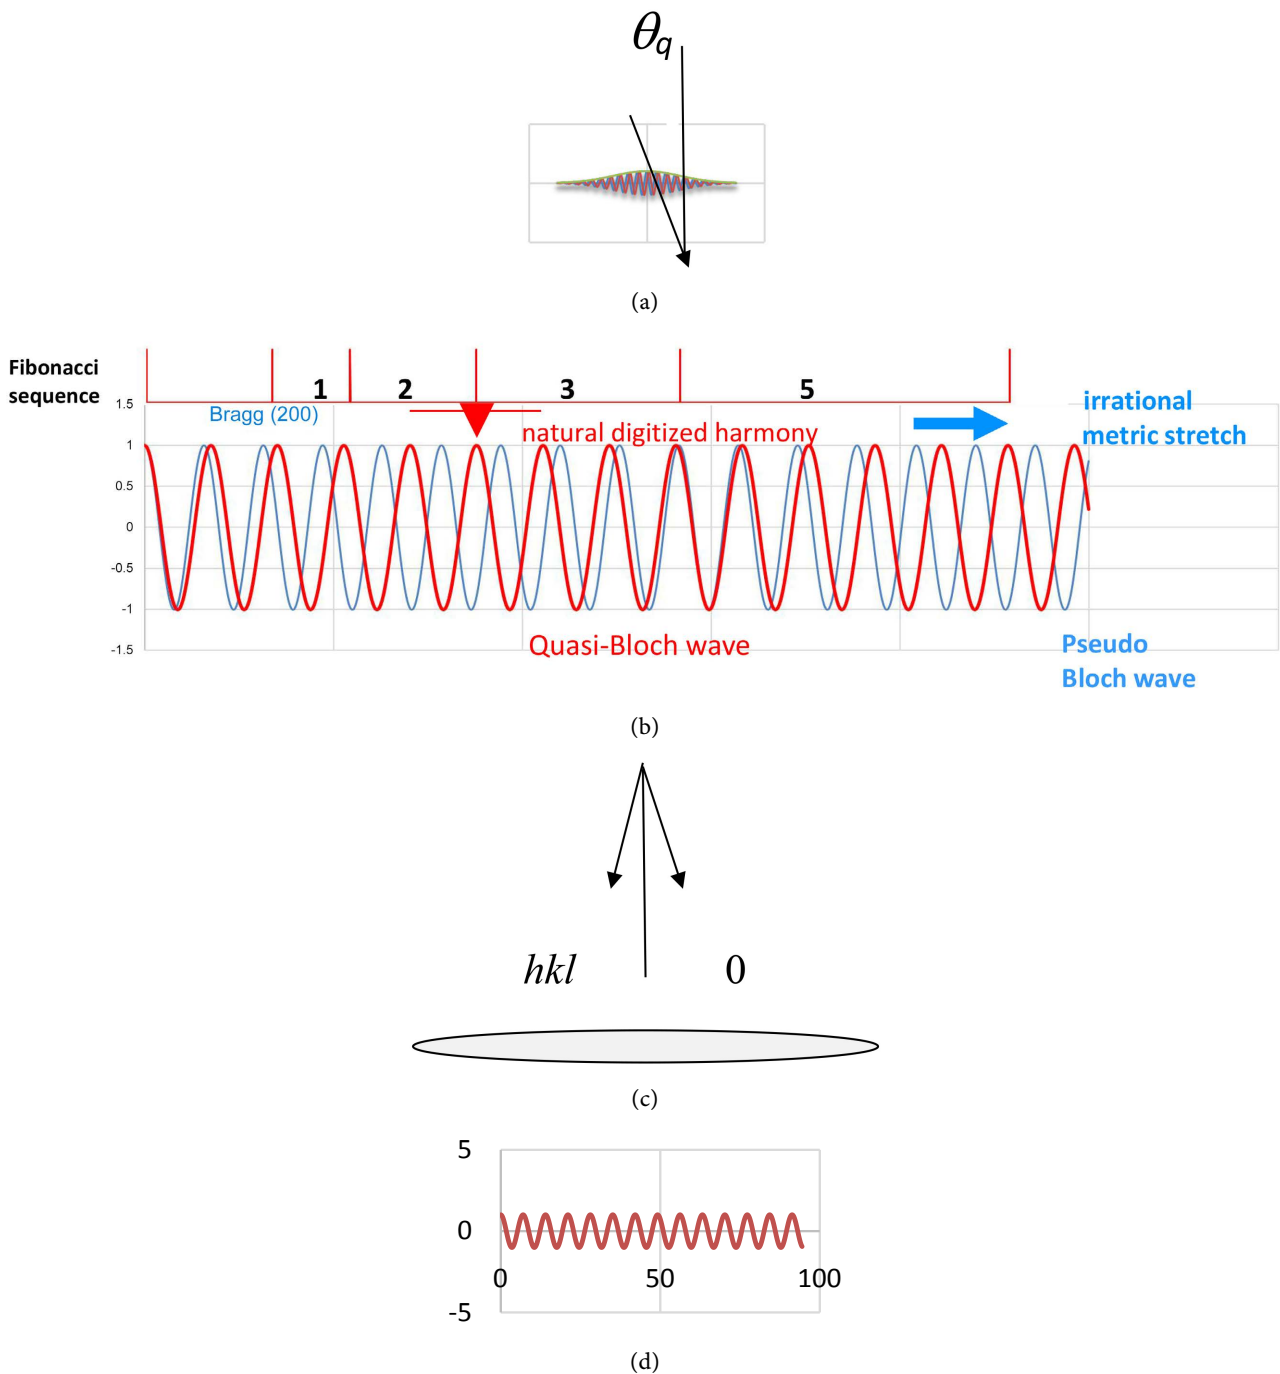 θq
(a)
Fibonacci
sequence
1 2 3 5
Bragg (200)
natural digitized harmony
irrational
metric stretch
1.5
1
0.5
0
-0.5
-1
-1.5
Quasi-Bloch wave
Pseudo
Bloch wave
(b)
hkl 0
(c)
5
0
0 50 100
-5
(d)